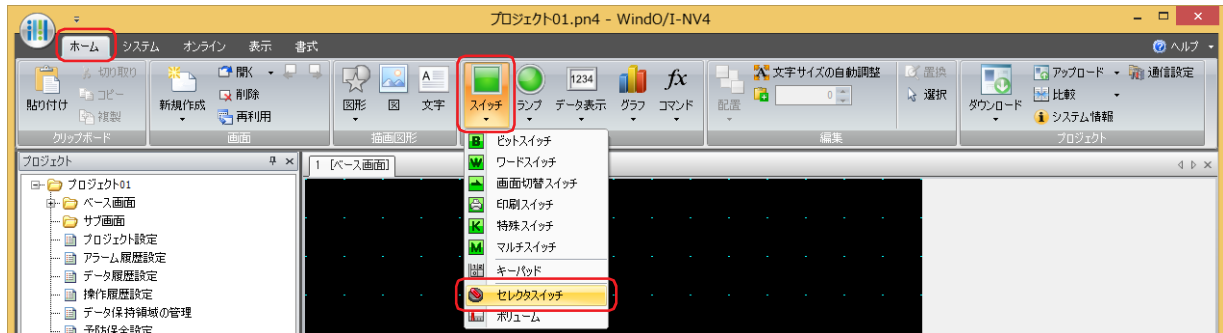 プロジェクト01.pn4 - WindO/I-NV4
ホーム システム オンライン 表示 書式 ヘルプ
貼り付け 切り取り コピー 複製
新規作成 開く 削除 再利用
図形 図 文字
スイッチ ランプ データ表示 グラフ コマンド
配置 文字サイズの自動調整 0 置換 選択
ダウンロード アップロード 比較 システム情報 通信設定
クリップボード 画面 描画図形 編集 プロジェクト
ビットスイッチ
ワードスイッチ
画面切替スイッチ
印刷スイッチ
特殊スイッチ
マルチスイッチ
キーパッド
セレクタスイッチ
ボリューム
プロジェクト
プロジェクト01
ベース画面
サブ画面
プロジェクト設定
アラーム履歴設定
データ履歴設定
操作履歴設定
データ保持領域の管理
予防保全設定
1 [ベース画面]